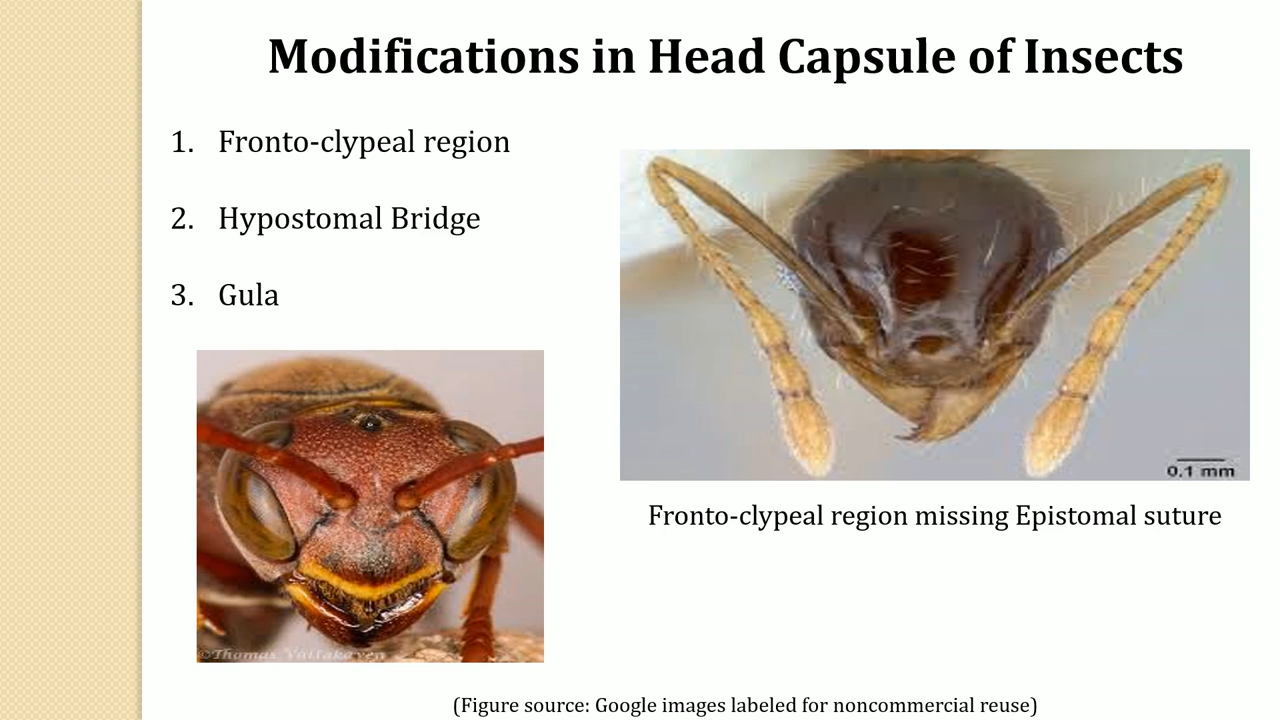 Modifications in Head Capsule of Insects
1. Fronto-clypeal region
2. Hypostomal Bridge
3. Gula
0.1 mm
Fronto-clypeal region missing Epistomal suture
©Thomas Vattakaven
(Figure source: Google images labeled for noncommercial reuse)